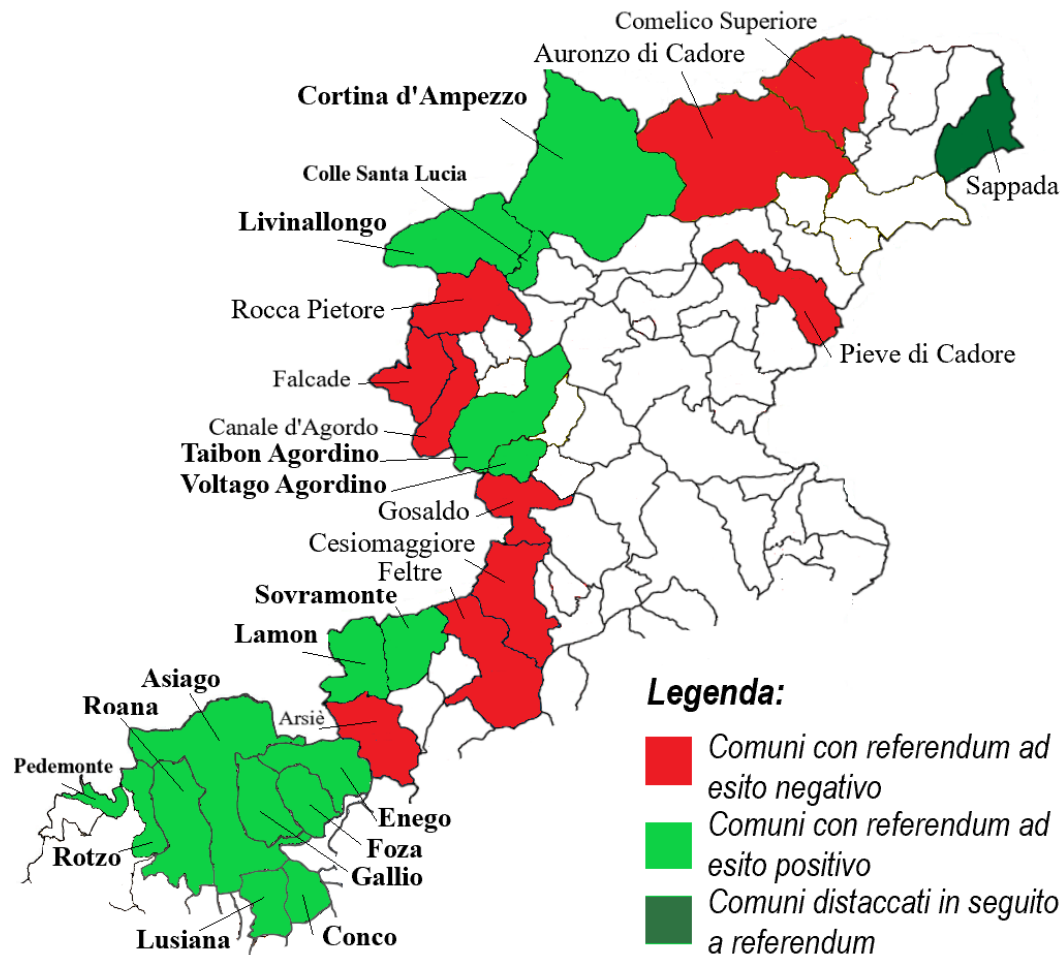 Comelico Superiore
Auronzo di Cadore
Cortina d'Ampezzo
Colle Santa Lucia
Sappada
Livinallongo
Rocca Pietore
Pieve di Cadore
Falcade
Canale d'Agordo
Taibon Agordino
Voltago Agordino
Gosaldo
Cesiomaggiore
Feltre
Sovramonte
Lamon
Asiago
Roana
Arsiè
Pedemonte
Enego
Foza
Rotzo
Gallio
Lusiana
Conco
Legenda:
Comuni con referendum ad
esito negativo
Comuni con referendum ad
esito positivo
Comuni distaccati in seguito
a referendum